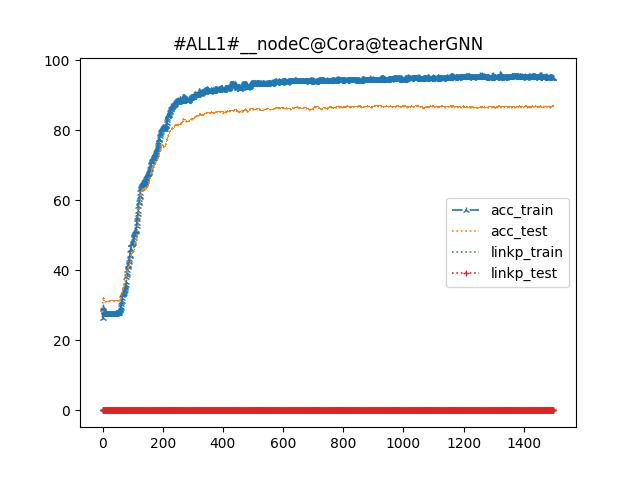 #ALL1#__nodeC@Cora@teacherGNN
100
80
60
40
20
0
acc_train
acc_test
linkp_train
linkp_test
0 200 400 600 800 1000 1200 1400